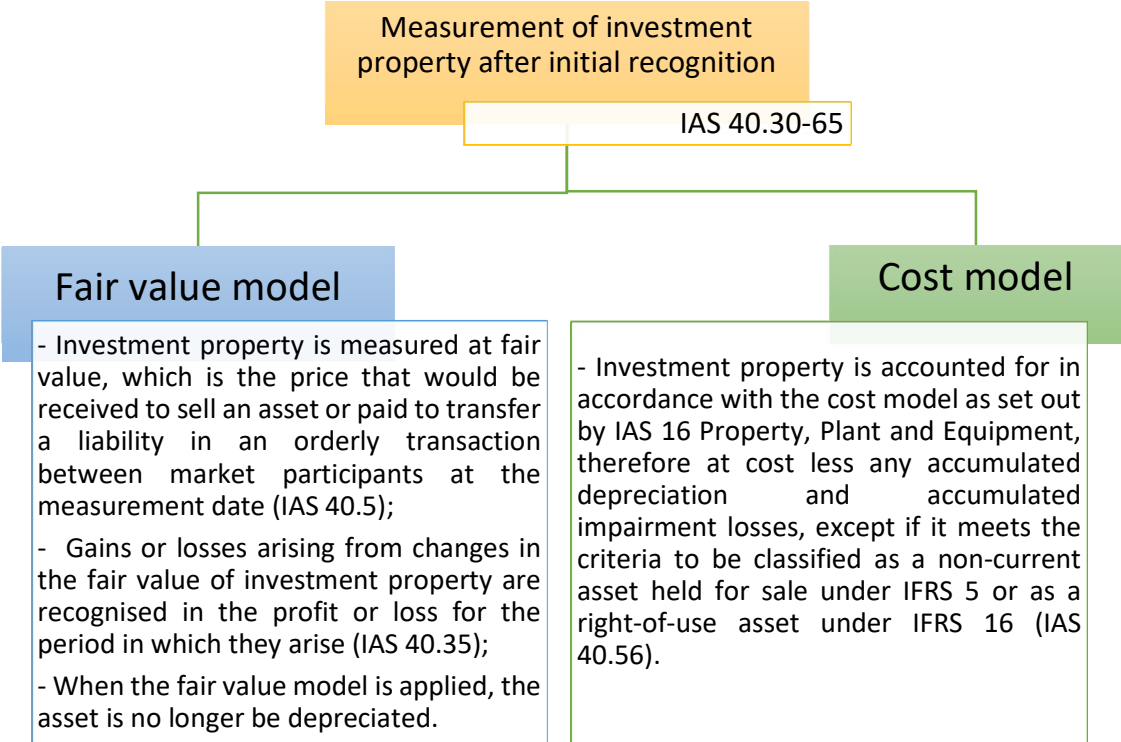 Measurement of investment
property after initial recognition
IAS 40.30-65
Fair value model
- Investment property is measured at fair
value, which is the price that would be
received to sell an asset or paid to transfer
a liability in an orderly transaction
between market participants at the
measurement date (IAS 40.5);
- Gains or losses arising from changes in
the fair value of investment property are
recognised in the profit or loss for the
period in which they arise (IAS 40.35);
- When the fair value model is applied, the
asset is no longer be depreciated.
Cost model
- Investment property is accounted for in
accordance with the cost model as set out
by IAS 16 Property, Plant and Equipment,
therefore at cost less any accumulated
depreciation and accumulated
impairment losses, except if it meets the
criteria to be classified as a non-current
asset held for sale under IFRS 5 or as a
right-of-use asset under IFRS 16 (IAS
40.56).